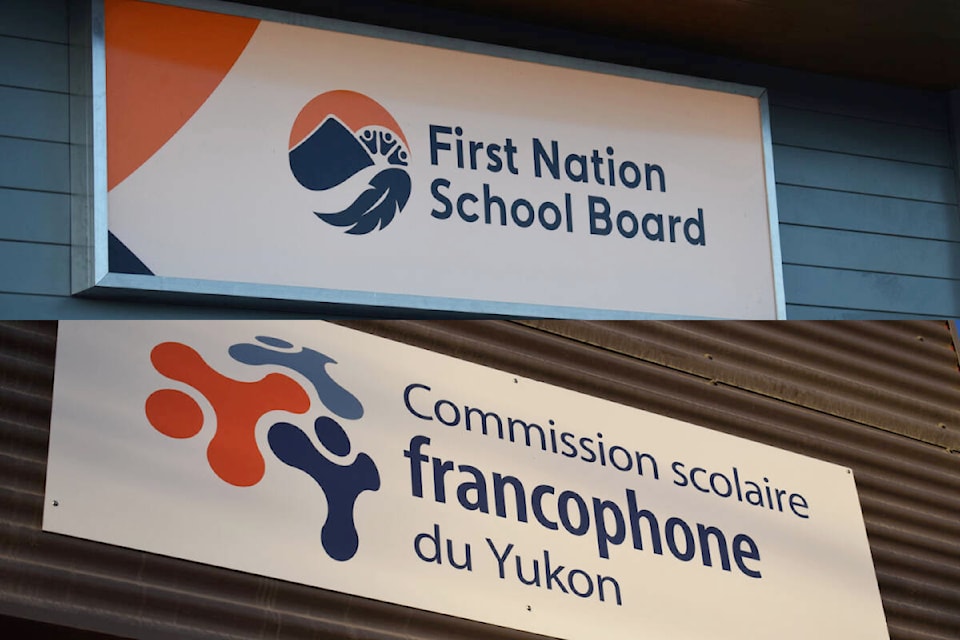 First Nation
School Board
Commission scolaire
francophone
du Yukon